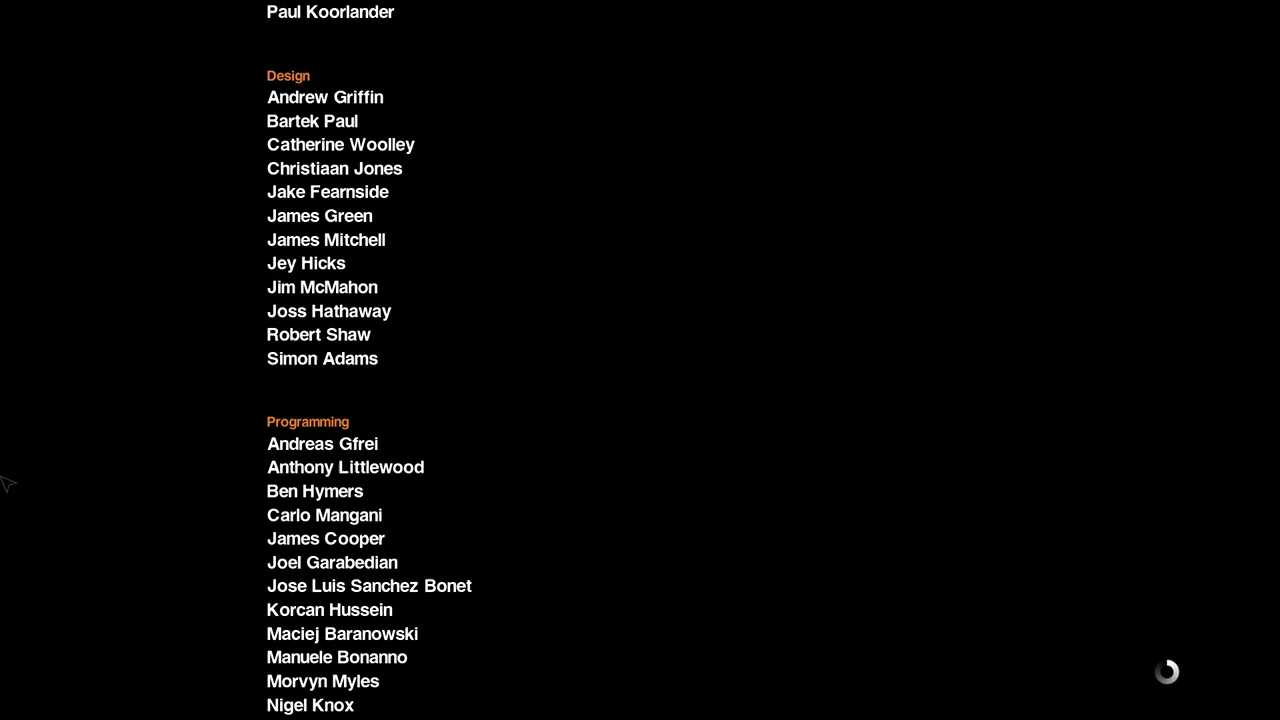 Paul Koorlander
Design
Andrew Griffin
Bartek Paul
Catherine Woolley
Christiaan Jones
Jake Fearnside
James Green
James Mitchell
Jey Hicks
Jim McMahon
Joss Hathaway
Robert Shaw
Simon Adams
Programming
Andreas Gfrei
Anthony Littlewood
Ben Hymers
Carlo Mangani
James Cooper
Joel Garabedian
Jose Luis Sanchez Bonet
Korcan Hussein
Maciej Baranowski
Manuele Bonanno
Morvyn Myles
Nigel Knox